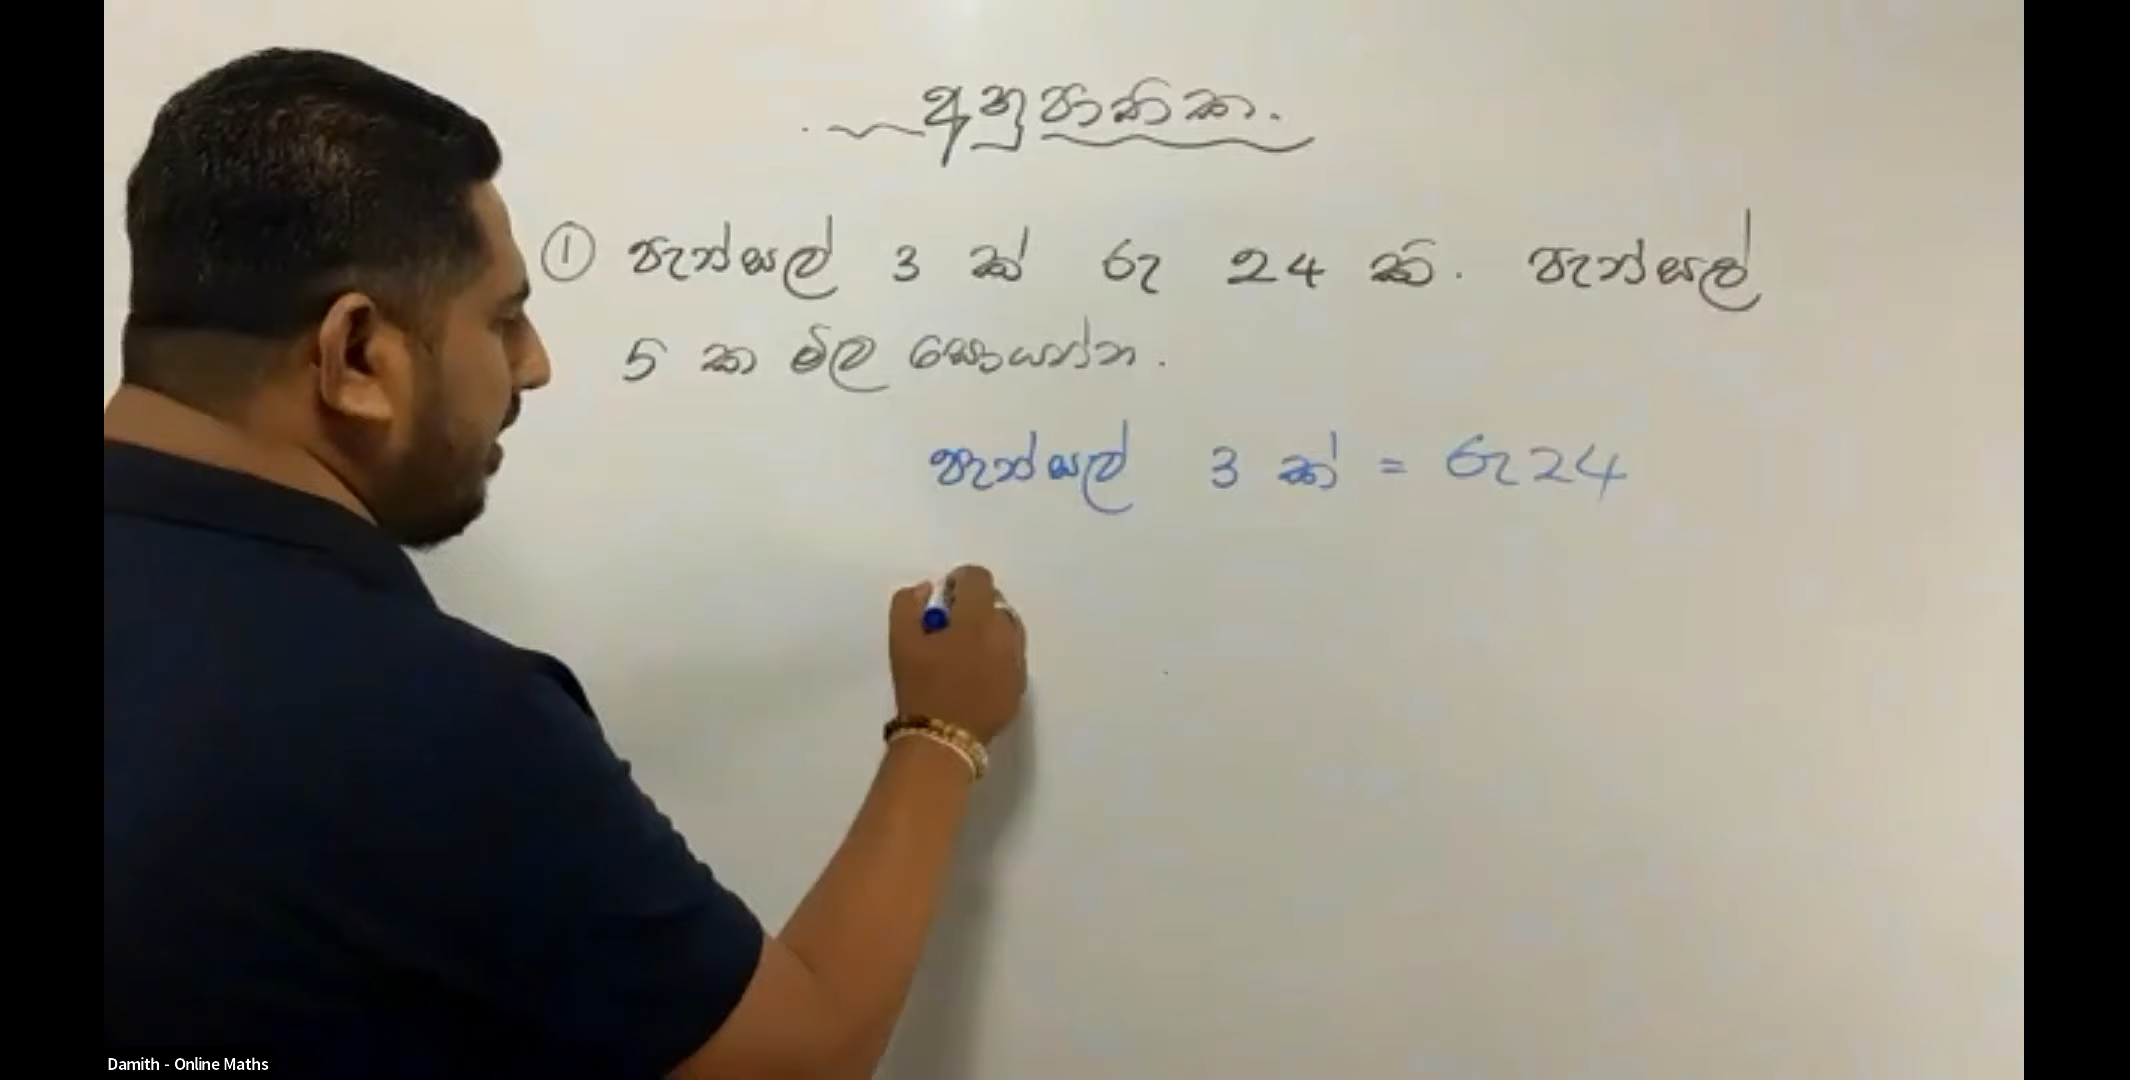 අනුපාතික.
① පැන්සල් 3 ක් රු 24 කි. පැන්සල්
5 ක මිල සොයන්න.
පැන්සල් 3 ක් = රු 24
Damith - Online Maths